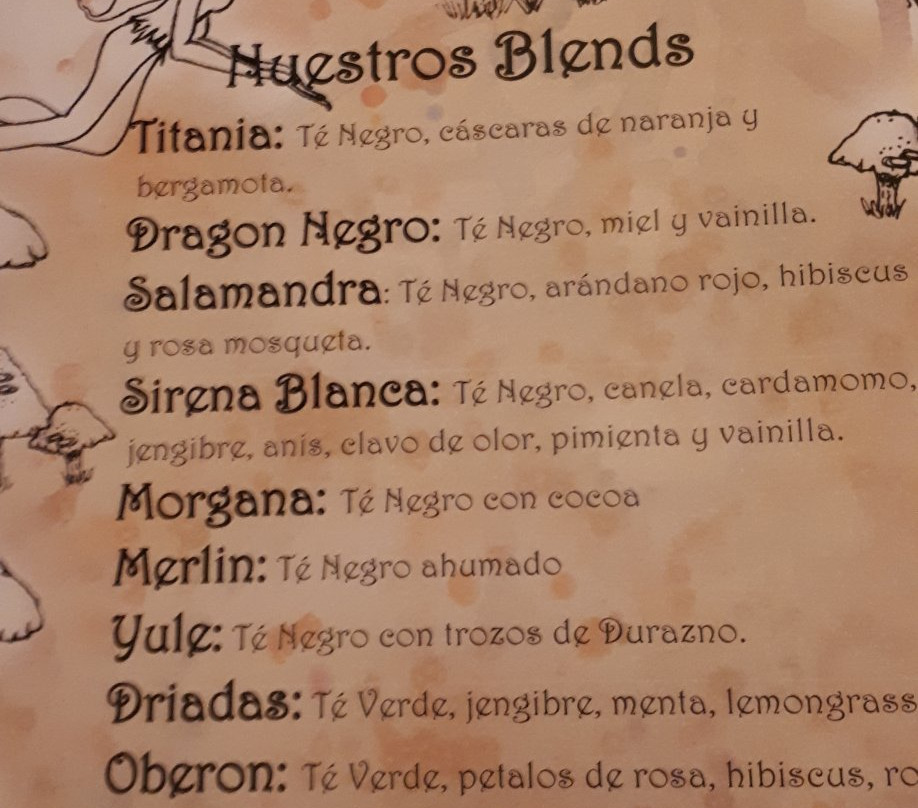 Nuestros Blends
Titania: Té Negro, cáscaras de naranja y
bergamota.
Dragon Negro: Té Negro, miel y vainilla.
Salamandra: Té Negro, arándano rojo, hibiscus
y rosa mosqueta.
Sirena Blanca: Té Negro, canela, cardamomo,
jengibre, anis, clavo de olor, pimienta y vainilla.
Morgana: Té Negro con cocoa
Merlin: Té Negro ahumado
Yule: Té Negro con trozos de Durazno.
Driadas: Té Verde, jengibre, menta, lemongrass
Oberon: Té Verde, petalos de rosa, hibiscus,